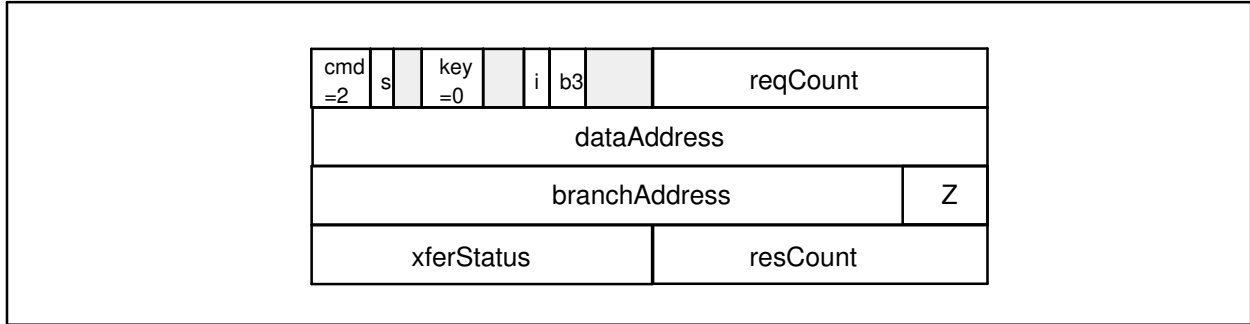 cmd =2 s key =0 i b3 reqCount
dataAddress
branchAddress Z
xferStatus resCount